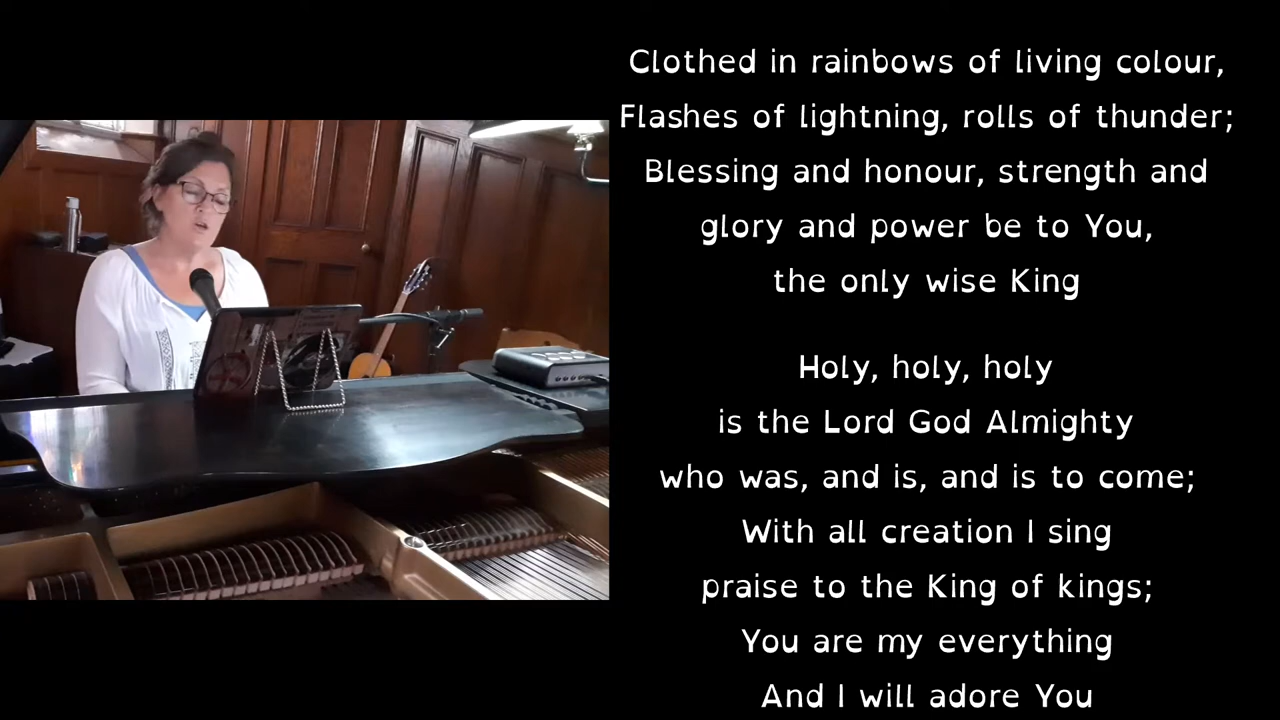 Clothed in rainbows of living colour,
Flashes of lightning, rolls of thunder;
Blessing and honour, strength and
glory and power be to You,
the only wise King
Holy, holy, holy
is the Lord God Almighty
who was, and is, and is to come;
With all creation I sing
praise to the King of kings;
You are my everything
And I will adore You